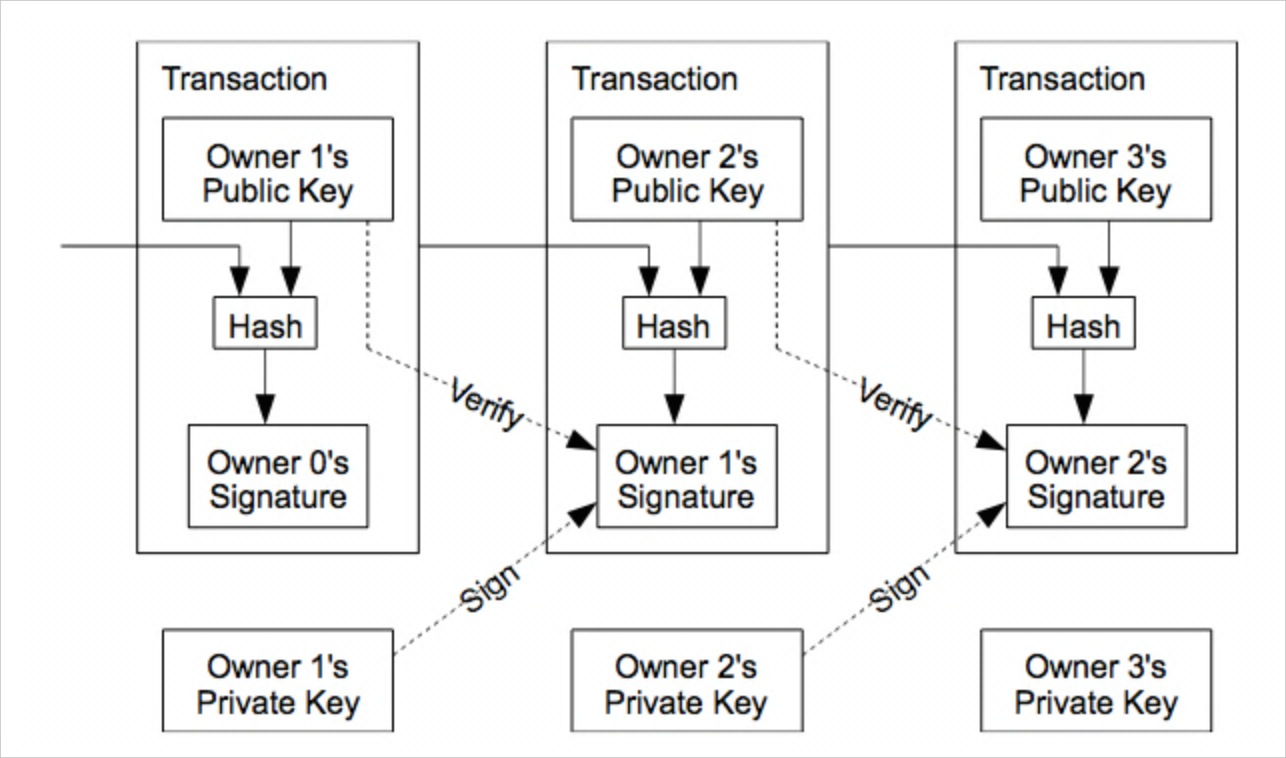 Transaction
Owner 1's
Public Key
Hash
Owner 0's
Signature
Transaction
Owner 2's
Public Key
Hash
Verify
Owner 1's
Signature
Transaction
Owner 3's
Public Key
Hash
Verify
Owner 2's
Signature
Sign
Sign
Owner 1's
Private Key
Owner 2's
Private Key
Owner 3's
Private Key